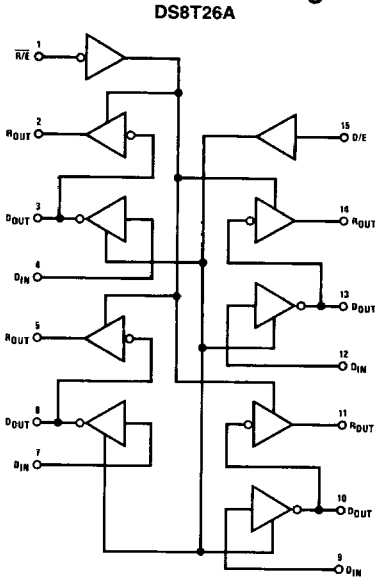 DS8T26A
1
R/E
2
ROUT
3
DOUT
4
DIN
5
ROUT
6
DOUT
7
DIN
15
D/E
14
ROUT
13
DOUT
12
DIN
11
ROUT
10
DOUT
9
DIN